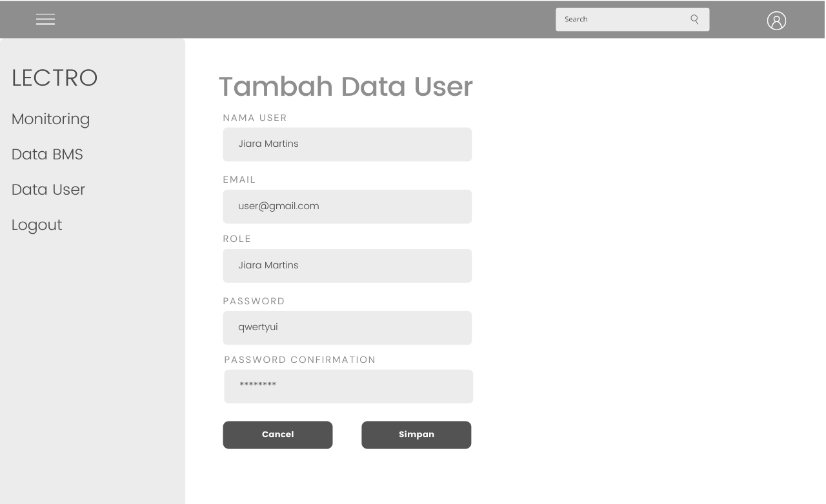 Search
LECTRO
Monitoring
Data BMS
Data User
Logout
Tambah Data User
NAMA USER
Jiara Martins
EMAIL
user@gmail.com
ROLE
Jiara Martins
PASSWORD
qwertyui
PASSWORD CONFIRMATION
********
Cancel
Simpan